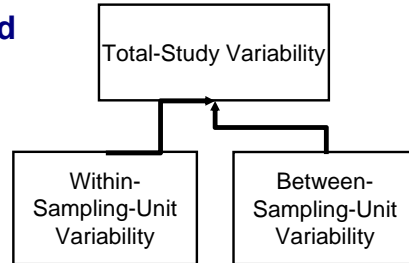 d
Total-Study Variability
Within-
Sampling-Unit
Variability
Between-
Sampling-Unit
Variability